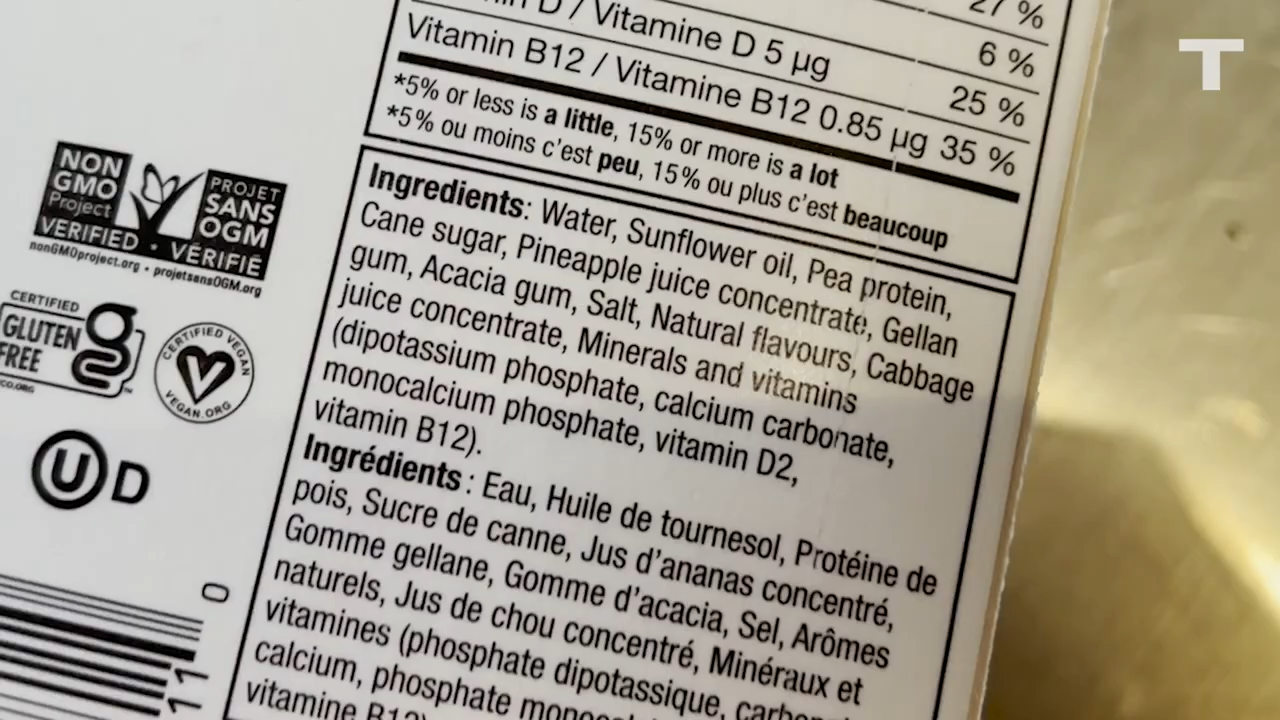 T
27 %
6 %
in D / Vitamine D 5 µg
25 %
Vitamin B12 / Vitamine B12 0.85 µg 35 %
*5% or less is a little, 15% or more is a lot
*5% ou moins c'est peu, 15% ou plus c'est beaucoup
NON
GMO
Project
VERIFIED • VÉRIFIÉ
PROJET
SANS
OGM
nonGMOproject.org • projetsansOGM.org
CERTIFIED
GLUTEN
FREE
CO.ORG
CERTIFIED VEGAN
VEGAN.ORG
U D
Ingredients: Water, Sunflower oil, Pea protein,
Cane sugar, Pineapple juice concentrate, Gellan
gum, Acacia gum, Salt, Natural flavours, Cabbage
juice concentrate, Minerals and vitamins
(dipotassium phosphate, calcium carbonate,
monocalcium phosphate, vitamin D2,
vitamin B12).
Ingrédients : Eau, Huile de tournesol, Protéine de
pois, Sucre de canne, Jus d'ananas concentré,
Gomme gellane, Gomme d'acacia, Sel, Arômes
naturels, Jus de chou concentré, Minéraux et
vitamines (phosphate dipotassique,
calcium, phosphate
vitamine B12)
0
11